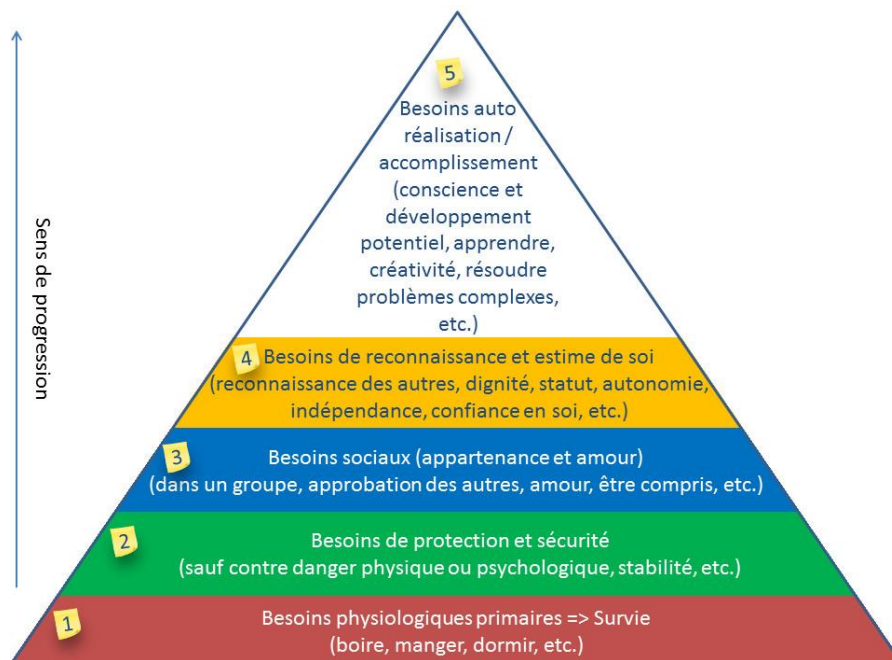 5
Besoins auto
réalisation /
accomplissement
(conscience et
développement
potentiel, apprendre,
créativité, résoudre
problèmes complexes,
etc.)
Sens de progression
4
Besoins de reconnaissance et estime de soi
(reconnaissance des autres, dignité, statut, autonomie,
indépendance, confiance en soi, etc.)
3
Besoins sociaux (appartenance et amour)
(dans un groupe, approbation des autres, amour, être compris, etc.)
2
Besoins de protection et sécurité
(sauf contre danger physique ou psychologique, stabilité, etc.)
1
Besoins physiologiques primaires => Survie
(boire, manger, dormir, etc.)